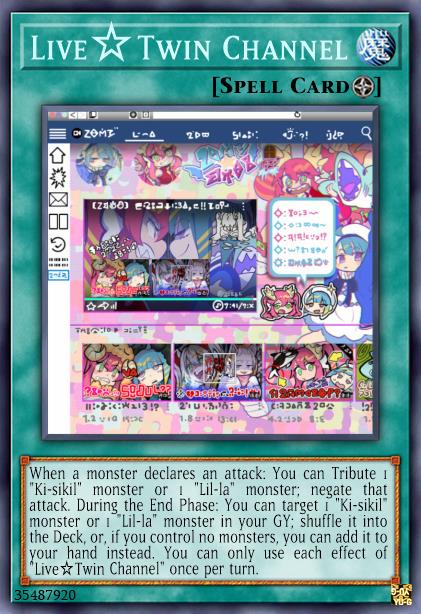 Live☆Twin Channel
魔
[Spell Card]
When a monster declares an attack: You can Tribute 1
"Ki-sikil" monster or 1 "Lil-la" monster; negate that
attack. During the End Phase: You can target 1 "Ki-sikil"
monster or 1 "Lil-la" monster in your GY; shuffle it into
the Deck, or, if you control no monsters, you can add it to
your hand instead. You can only use each effect of
"Live☆Twin Channel" once per turn.
35487920